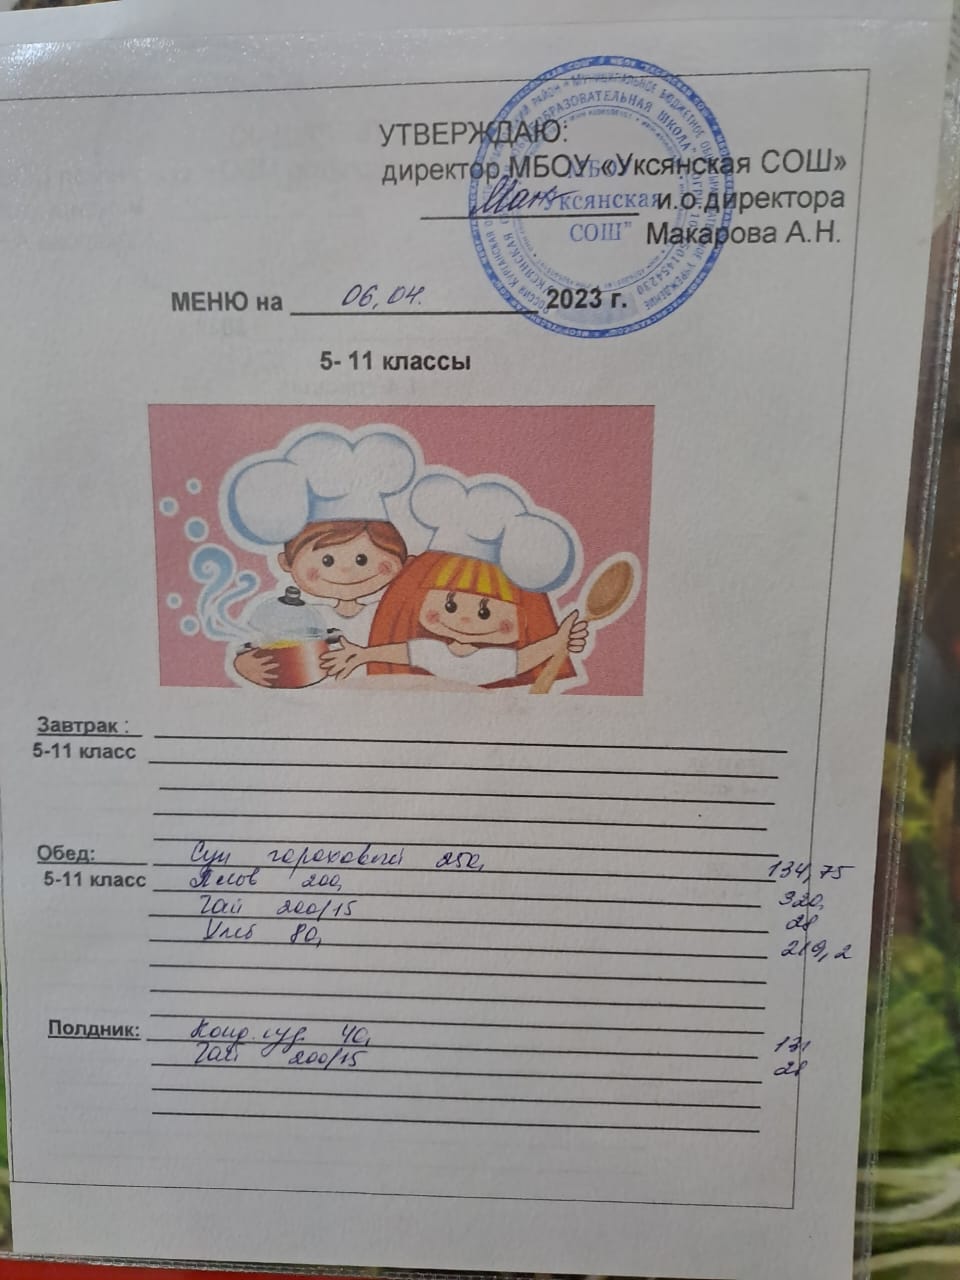 УТВЕРЖДАЮ:
директор МБОУ «Уксянская СОШ»
и.о.директора
Макарова А.Н.
Уксянская
СОШ"
МЕНЮ на 06,04. 2023 г.
5- 11 классы
Завтрак :
5-11 класс
Обед: Суп гороховый 250, 134,75
5-11 класс Плов 200, 320,
Чай 200/15 28
Хлеб 80, 219,2
Полдник: Конд. изд. 40, 131
Чай 200/15 28